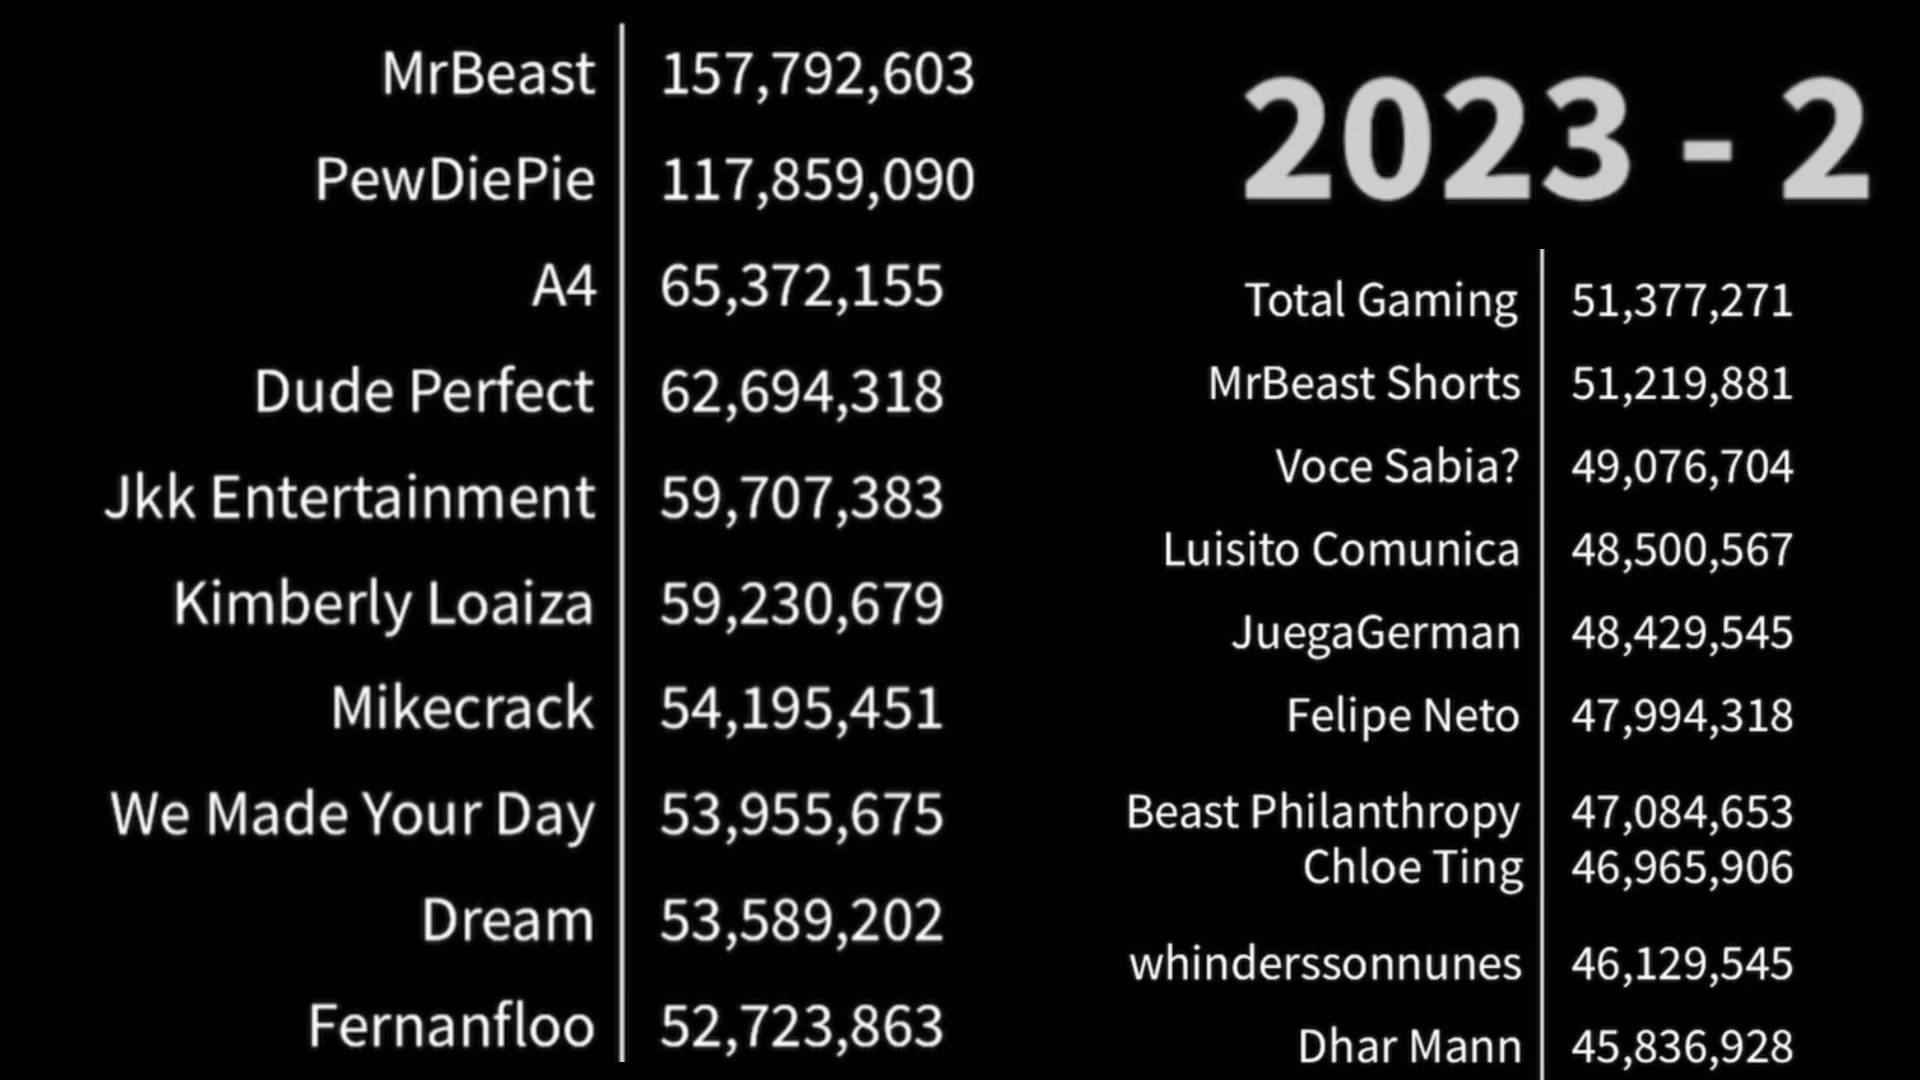 MrBeast 157,792,603
PewDiePie 117,859,090
A4 65,372,155
Dude Perfect 62,694,318
Jkk Entertainment 59,707,383
Kimberly Loaiza 59,230,679
Mikecrack 54,195,451
We Made Your Day 53,955,675
Dream 53,589,202
Fernanfloo 52,723,863
2023 - 2
Total Gaming 51,377,271
MrBeast Shorts 51,219,881
Voce Sabia? 49,076,704
Luisito Comunica 48,500,567
JuegaGerman 48,429,545
Felipe Neto 47,994,318
Beast Philanthropy 47,084,653
Chloe Ting 46,965,906
whinderssonnunes 46,129,545
Dhar Mann 45,836,928